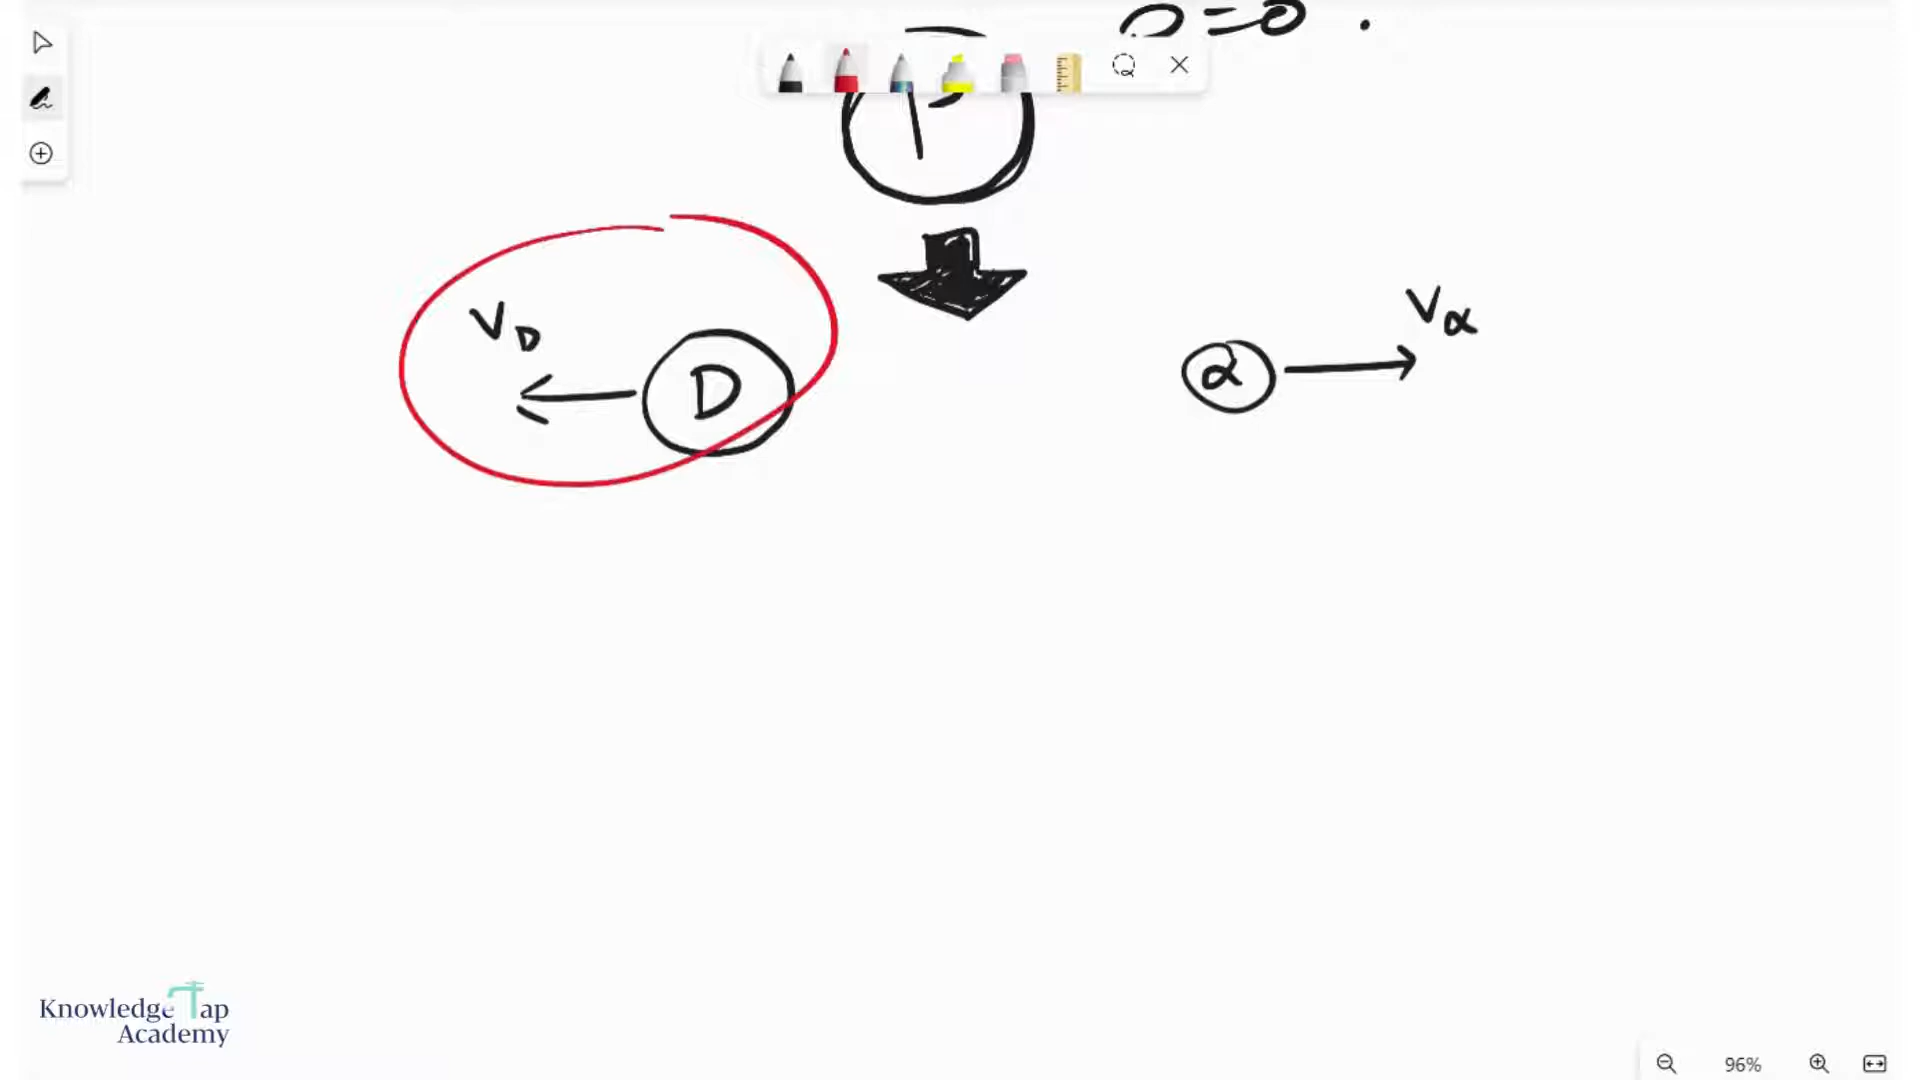 P
V_D
D
α
V_α
Knowledge Tap
Academy
96%